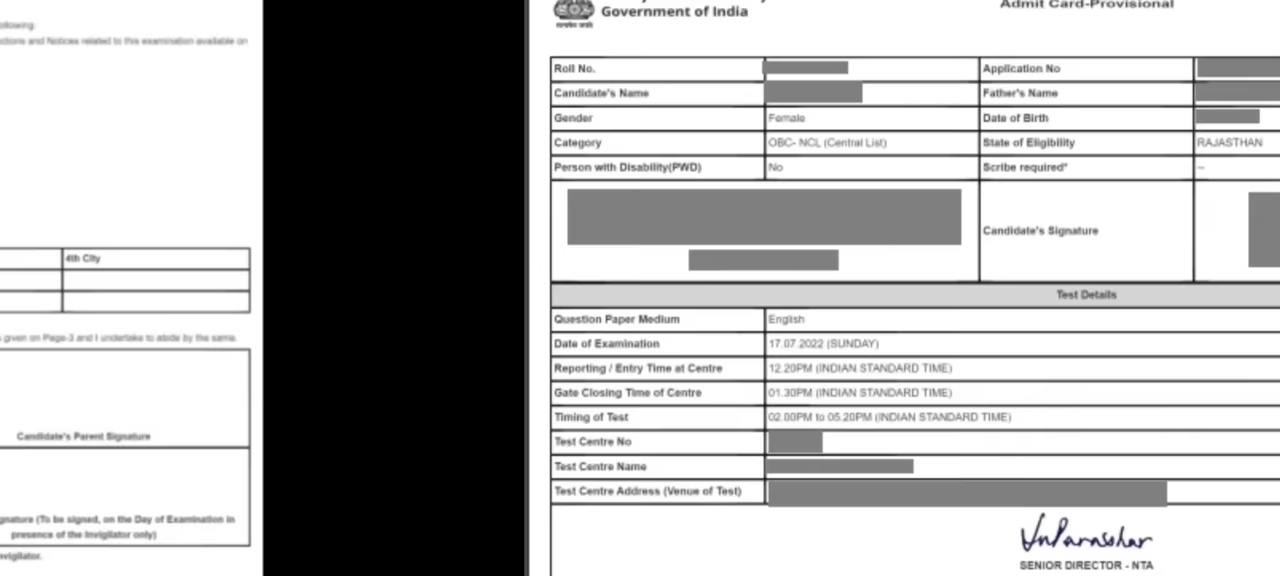 ollowing:
ctions and Notices related to this examination available on
4th City
s given on Page-3 and I undertake to abide by the same.
Candidate's Parent Signature
gnature (To be signed, on the Day of Examination in
presence of the Invigilator only)
nvigilator.
Government of India
सत्यमेव जयते
Admit Card-Provisional
Roll No.
Application No
Candidate's Name
Father's Name
Gender Female
Date of Birth
Category OBC- NCL (Central List)
State of Eligibility RAJASTHAN
Person with Disability(PWD) No
Scribe required* --
Candidate's Signature
Test Details
Question Paper Medium English
Date of Examination 17.07.2022 (SUNDAY)
Reporting / Entry Time at Centre 12.20PM (INDIAN STANDARD TIME)
Gate Closing Time of Centre 01.30PM (INDIAN STANDARD TIME)
Timing of Test 02.00PM to 05.20PM (INDIAN STANDARD TIME)
Test Centre No
Test Centre Name
Test Centre Address (Venue of Test)
SENIOR DIRECTOR - NTA